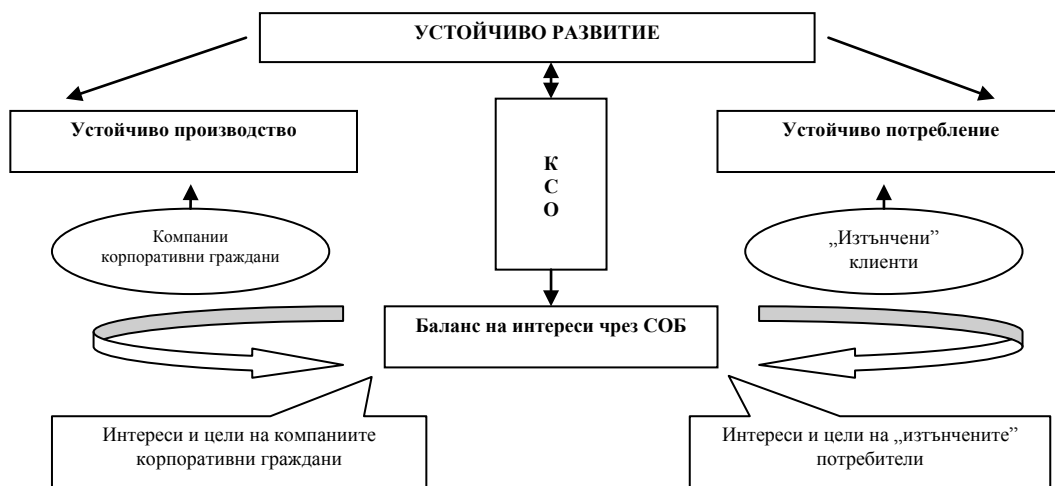 УСТОЙЧИВО РАЗВИТИЕ
Устойчиво производство
Устойчиво потребление
К
С
О
Компании
корпоративни граждани
„Изтънчени”
клиенти
Баланс на интереси чрез СОБ
Интереси и цели на компаниите
корпоративни граждани
Интереси и цели на „изтънчените”
потребители